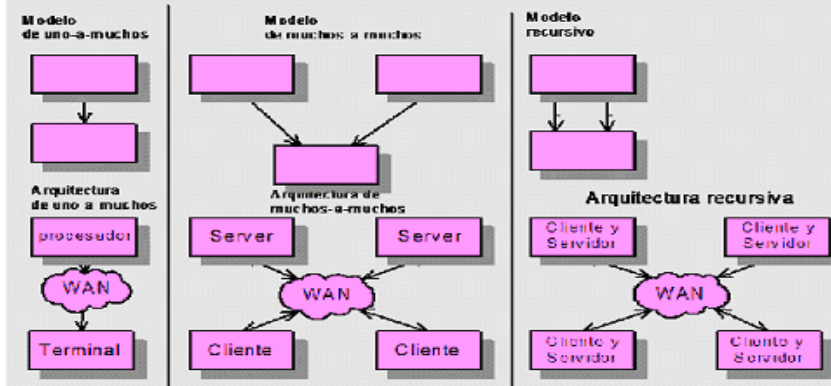 Modelo
de uno-a-muchos
Modelo
de muchos a muchos
Modelo
recursivo
Arquitectura
de uno a muchos
procesador
WAN
Terminal
Arquitectura de
muchos-a-muchos
Server
Server
WAN
Cliente
Cliente
Arquitectura recursiva
Cliente y
Servidor
Cliente y
Servidor
WAN
Cliente y
Servidor
Cliente y
Servidor